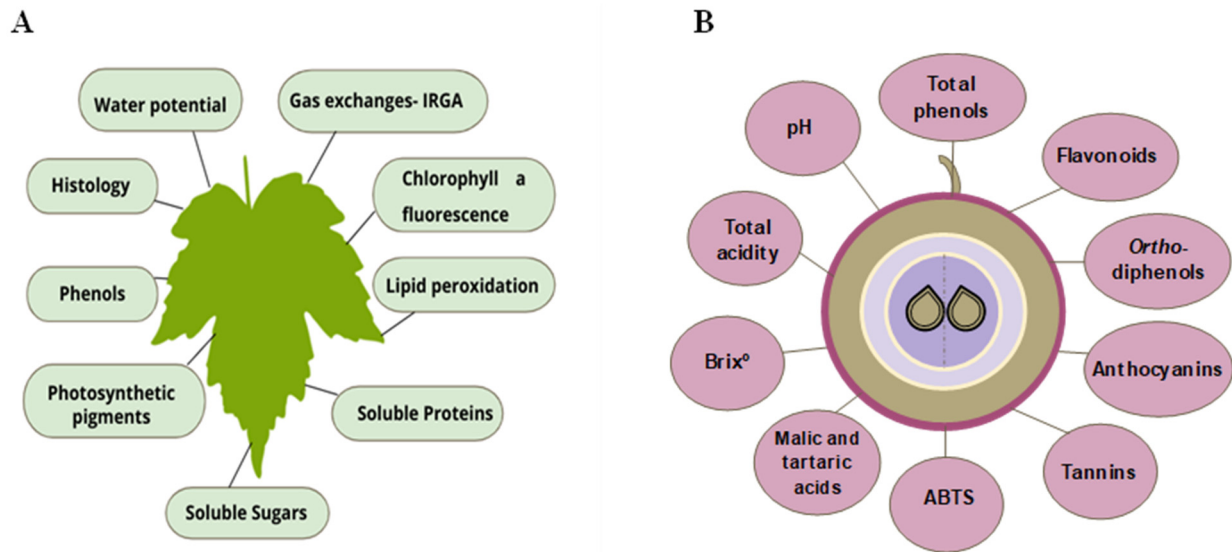 A
Water potential
Gas exchanges- IRGA
Histology
Chlorophyll a
fluorescence
Phenols
Lipid peroxidation
Photosynthetic
pigments
Soluble Proteins
Soluble Sugars
B
Total
phenols
pH
Flavonoids
Total
acidity
Ortho-
diphenols
Brixº
Anthocyanins
Malic and
tartaric
acids
ABTS
Tannins